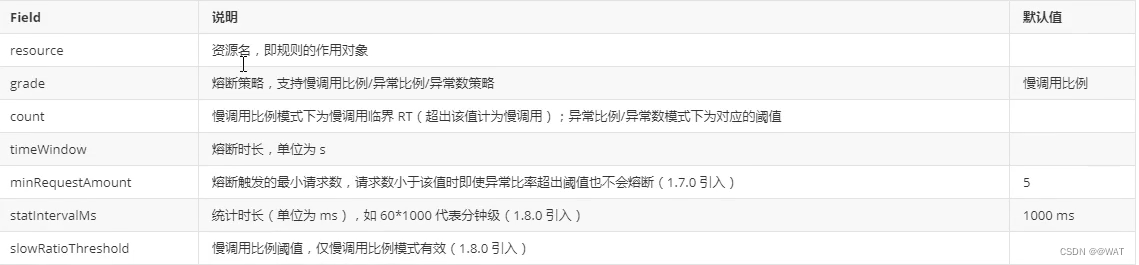 Field 说明 默认值
resource 资源名，即规则的作用对象
grade 熔断策略，支持慢调用比例/异常比例/异常数策略 慢调用比例
count 慢调用比例模式下为慢调用临界 RT（超出该值计为慢调用）；异常比例/异常数模式下为对应的阈值
timeWindow 熔断时长，单位为 s
minRequestAmount 熔断触发的最小请求数，请求数小于该值时即使异常比率超出阈值也不会熔断（1.7.0 引入） 5
statIntervalMs 统计时长（单位为 ms），如 60*1000 代表分钟级（1.8.0 引入） 1000 ms
slowRatioThreshold 慢调用比例阈值，仅慢调用比例模式有效（1.8.0 引入）
CSDN @@WAT